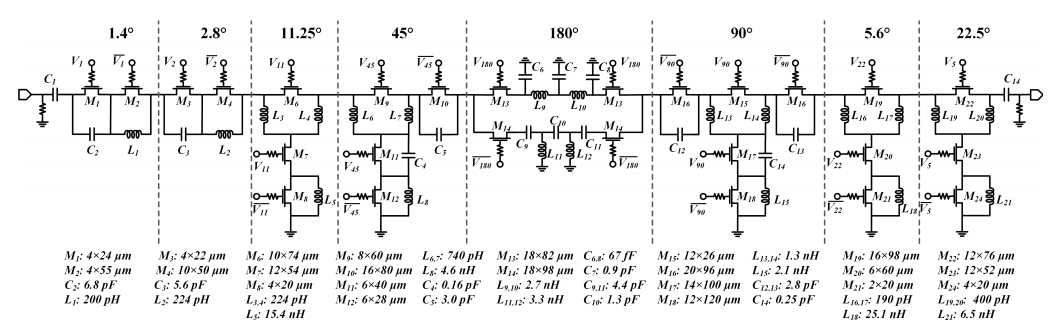 1.4° 2.8° 11.25° 45° 180° 90° 5.6° 22.5°
V1 V̅1̅ V2 V̅2̅ V11 V45 V̅45̅ V180 C6 C7 C8 V180 V̅90̅ V90 V̅90̅ V22 V5
C1 M1 M2 M3 M4 M6 M9 M10 M13 L9 L10 M13 M16 M15 M16 M19 M22 C14
L3 L4 L6 L7 M14 C10 M14 L13 L14 L16 L17 L19 L20
C2 L1 C3 L2 C5 C9 L11 L12 C11 C12 C13
V11 M7 V45 M11 C4 V̅180̅ V̅180̅ V90 M17 C14 V22 M20 V5 M23
V̅11̅ M8 L5 V̅45̅ M12 L8 V̅90̅ M18 L15 V̅22̅ M21 L18 V̅5̅ M24 L21
M1: 4×24 μm
M2: 4×55 μm
C2: 6.8 pF
L1: 200 pH
M3: 4×22 μm
M4: 10×50 μm
C3: 5.6 pF
L2: 224 pH
M6: 10×74 μm
M7: 12×54 μm
M8: 4×20 μm
L3,4: 224 pH
L5: 15.4 nH
M9: 8×60 μm
M10: 16×80 μm
M11: 6×40 μm
M12: 6×28 μm
L6,7: 740 pH
L8: 4.6 nH
C4: 0.16 pF
C5: 3.0 pF
M13: 18×82 μm
M14: 18×98 μm
L9,10: 2.7 nH
L11,12: 3.3 nH
C6,8: 67 fF
C7: 0.9 pF
C9,11: 4.4 pF
C10: 1.3 pF
M15: 12×26 μm
M16: 20×96 μm
M17: 14×100 μm
M18: 12×120 μm
L13,14: 1.3 nH
L15: 2.1 nH
C12,13: 2.8 pF
C14: 0.25 pF
M19: 16×98 μm
M20: 6×60 μm
M21: 2×20 μm
L16,17: 190 pH
L18: 25.1 nH
M22: 12×76 μm
M23: 12×52 μm
M24: 4×20 μm
L19,20: 400 pH
L21: 6.5 nH